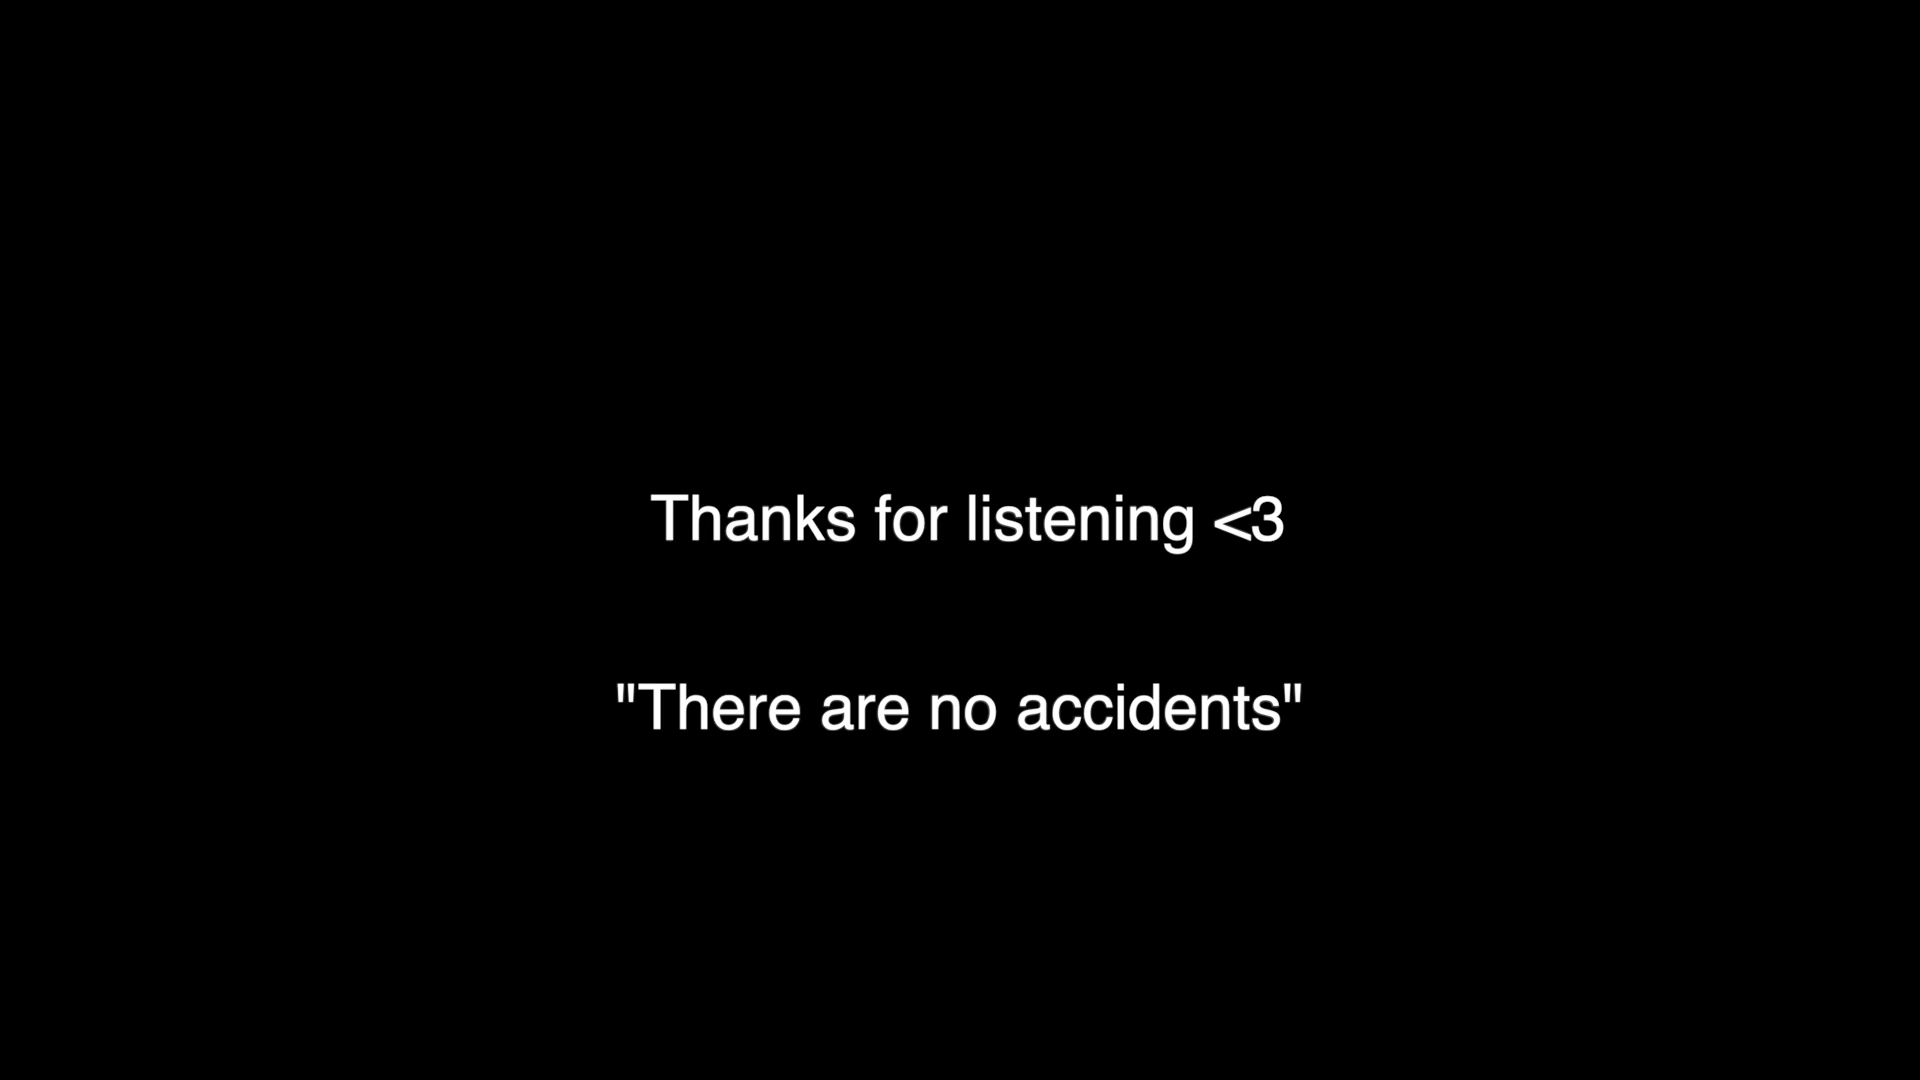 Thanks for listening <3
"There are no accidents"